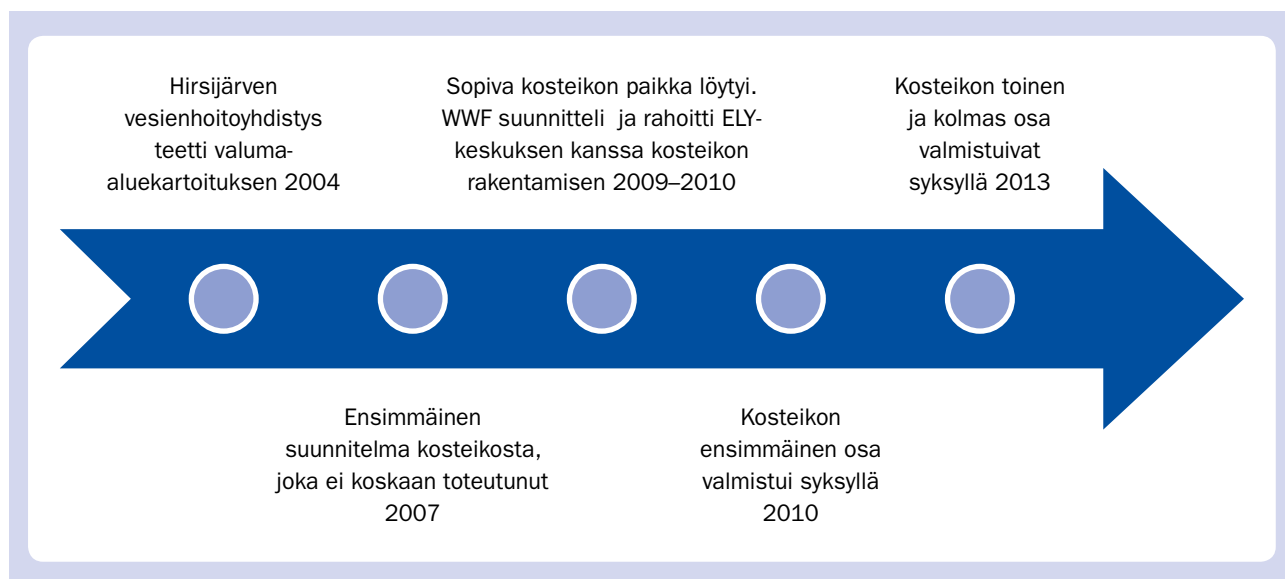 Hirsijärven
vesienhoitoyhdistys
teetti valuma-
aluekartoituksen 2004
Ensimmäinen
suunnitelma kosteikosta,
joka ei koskaan toteutunut
2007
Sopiva kosteikon paikka löytyi.
WWF suunnitteli ja rahoitti ELY-
keskuksen kanssa kosteikon
rakentamisen 2009–2010
Kosteikon
ensimmäinen osa
valmistui syksyllä
2010
Kosteikon toinen
ja kolmas osa
valmistuivat
syksyllä 2013